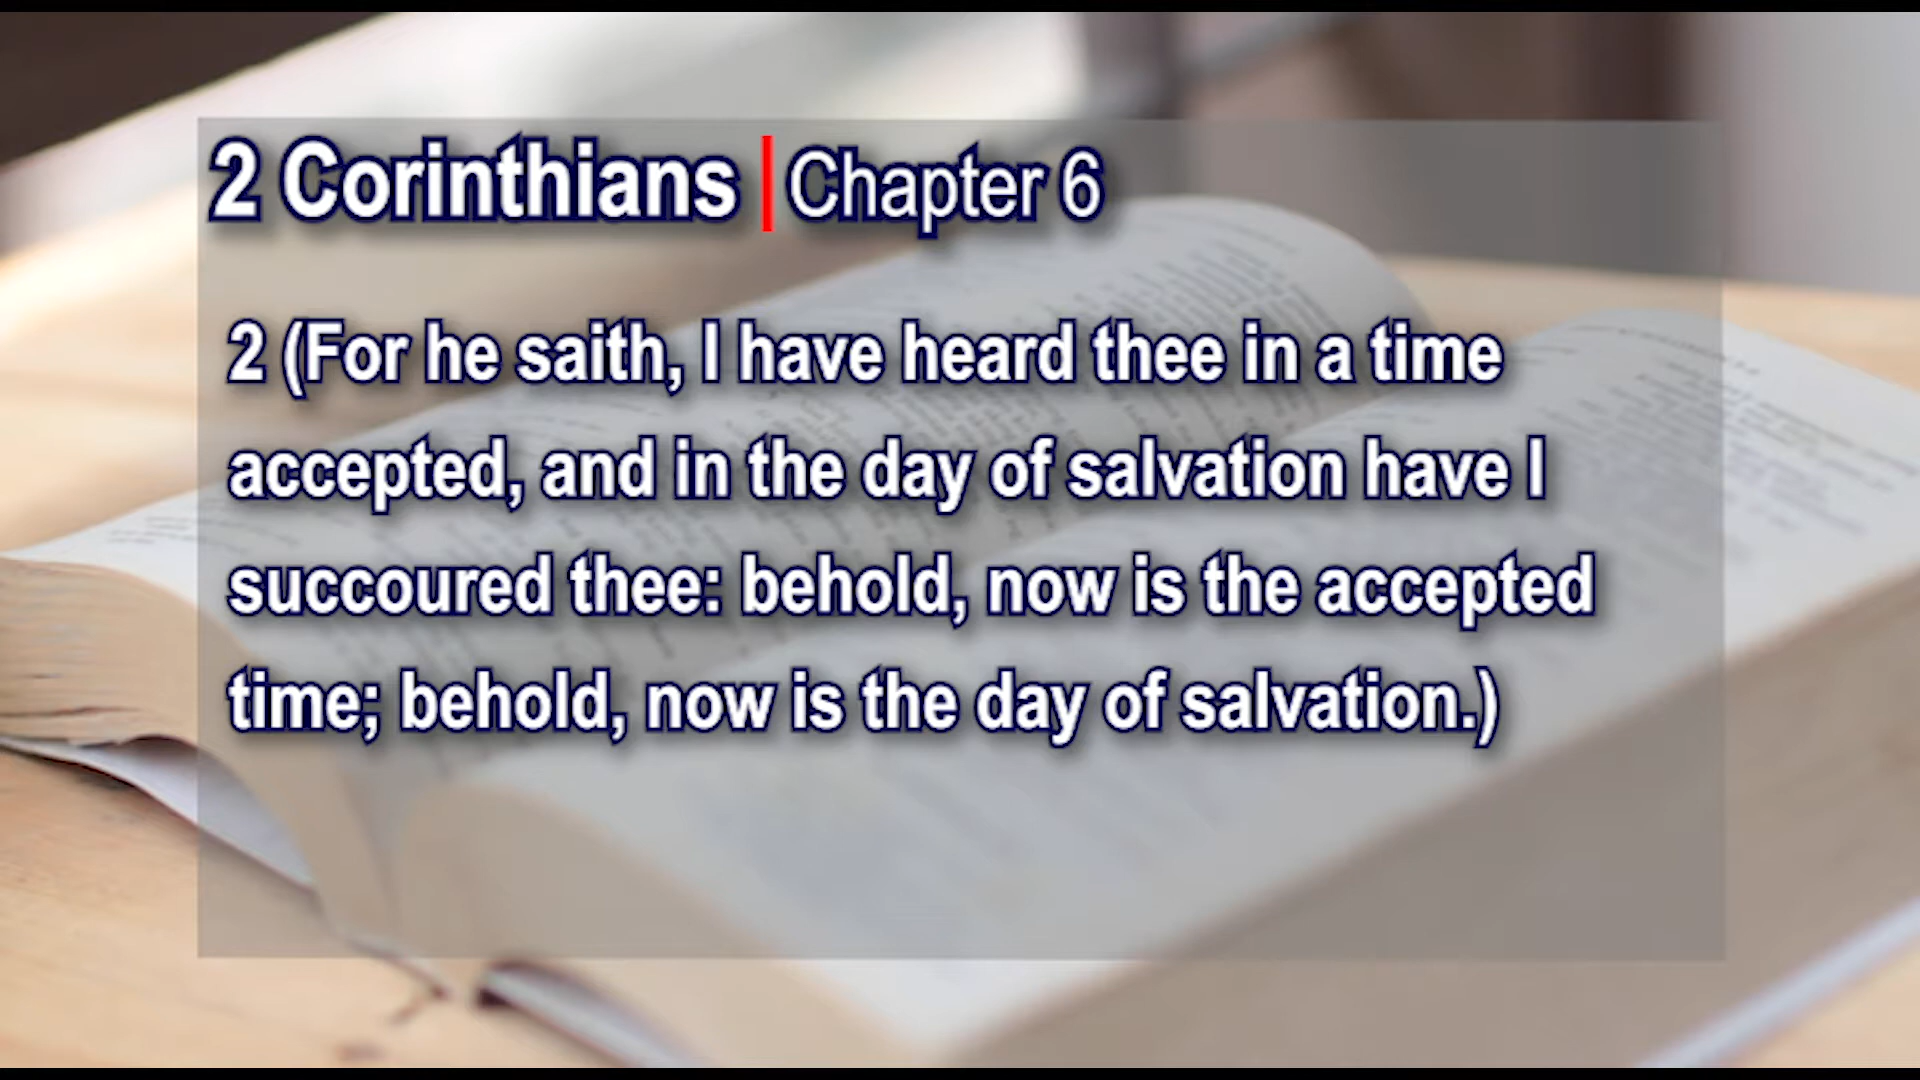 2 Corinthians | Chapter 6
2 (For he saith, I have heard thee in a time
accepted, and in the day of salvation have I
succoured thee: behold, now is the accepted
time; behold, now is the day of salvation.)